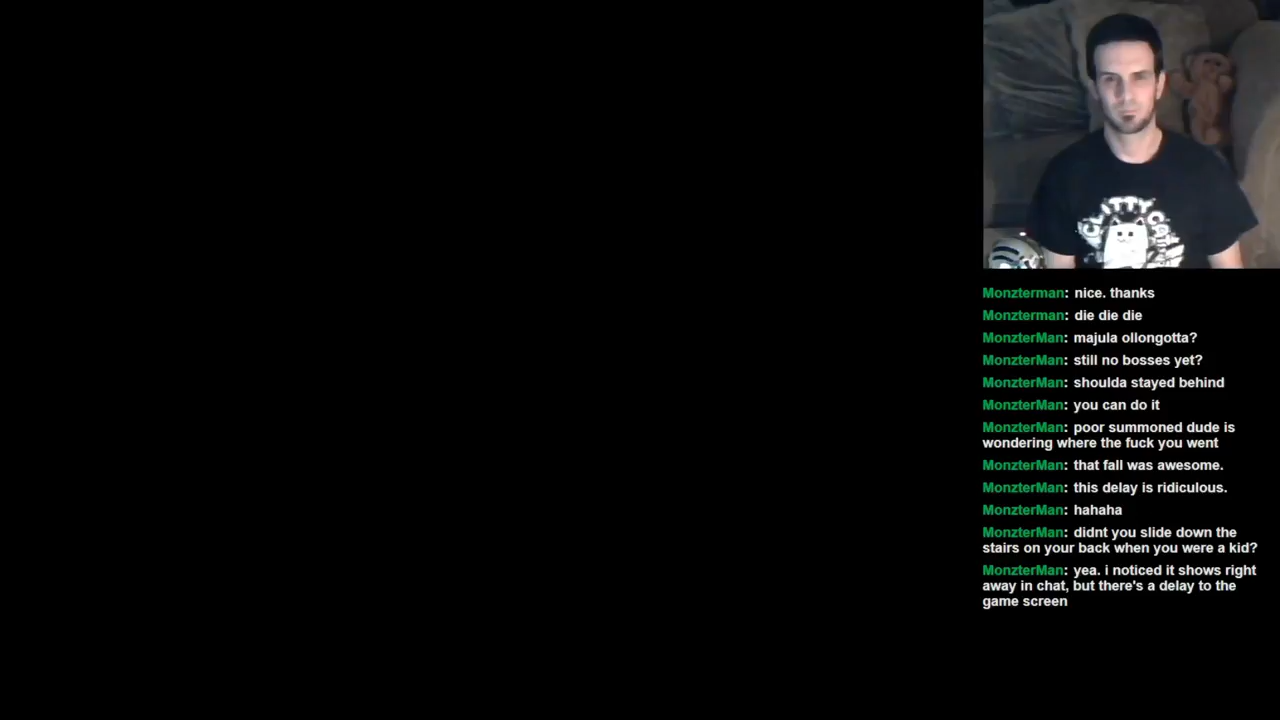 CLITTY CAT
Monzterman: nice. thanks
Monzterman: die die die
MonzterMan: majula ollongotta?
MonzterMan: still no bosses yet?
MonzterMan: shoulda stayed behind
MonzterMan: you can do it
MonzterMan: poor summoned dude is
wondering where the fuck you went
MonzterMan: that fall was awesome.
MonzterMan: this delay is ridiculous.
MonzterMan: hahaha
MonzterMan: didnt you slide down the
stairs on your back when you were a kid?
MonzterMan: yea. i noticed it shows right
away in chat, but there's a delay to the
game screen